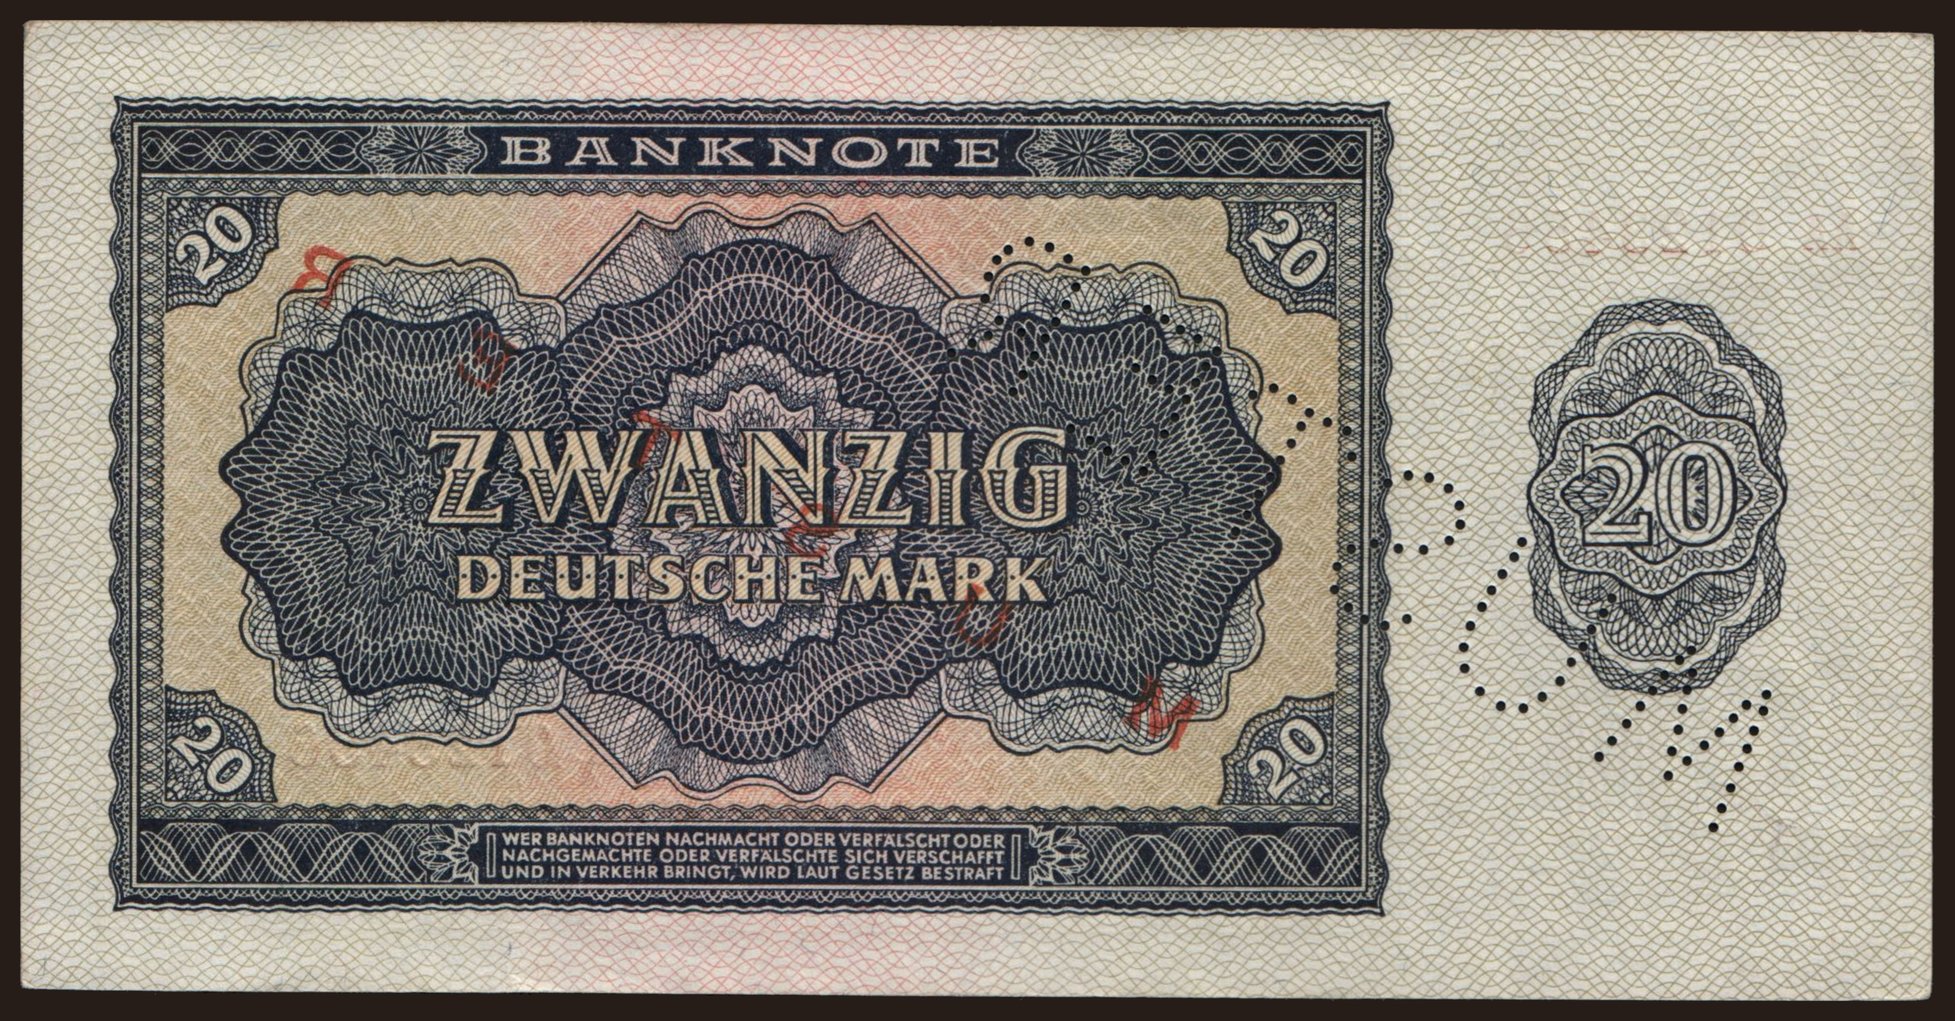 BANKNOTE
20
20
ZWANZIG
DEUTSCHE MARK
20
20
20
WER BANKNOTEN NACHMACHT ODER VERFÄLSCHT ODER
NACHGEMACHTE ODER VERFÄLSCHTE SICH VERSCHAFFT
UND IN VERKEHR BRINGT, WIRD LAUT GESETZ BESTRAFT